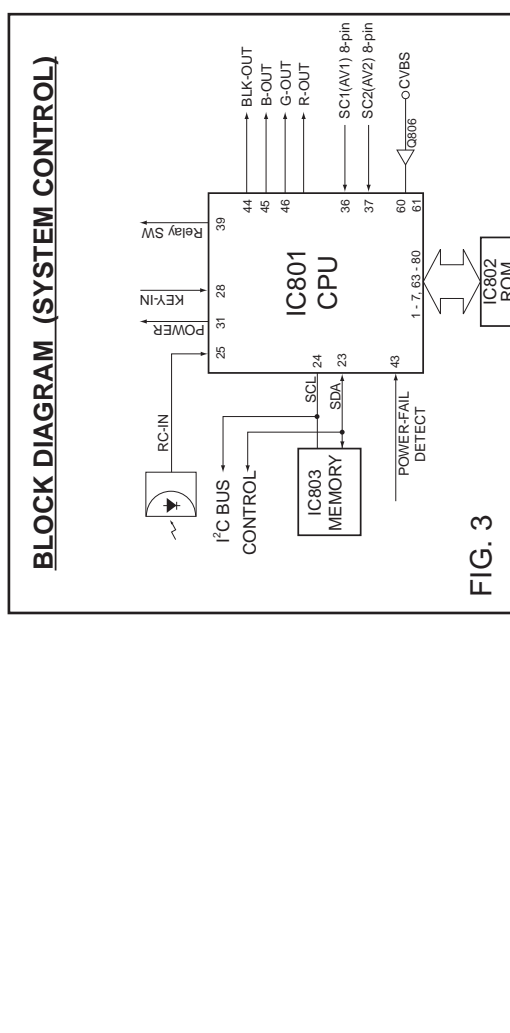 BLOCK DIAGRAM (SYSTEM CONTROL)
RC-IN
25
POWER
31
KEY-IN
28
Relay SW
39
IC801
CPU
44
BLK-OUT
45
B-OUT
46
G-OUT
R-OUT
36
SC1(AV1) 8-pin
37
SC2(AV2) 8-pin
60
61
Q806
CVBS
I²C BUS
CONTROL
SCL
24
SDA
23
IC803
MEMORY
43
POWER-FAIL
DETECT
1 - 7, 63 - 80
IC802
ROM
FIG. 3